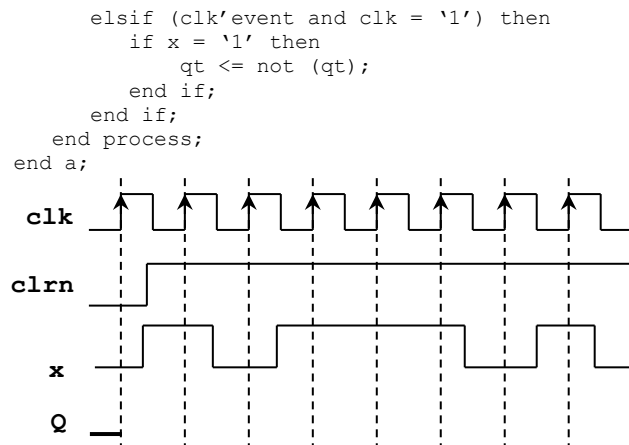 elsif (clk’event and clk = ‘1’) then
if x = ‘1’ then
qt <= not (qt);
end if;
end if;
end process;
end a;
clk
clrn
x
Q